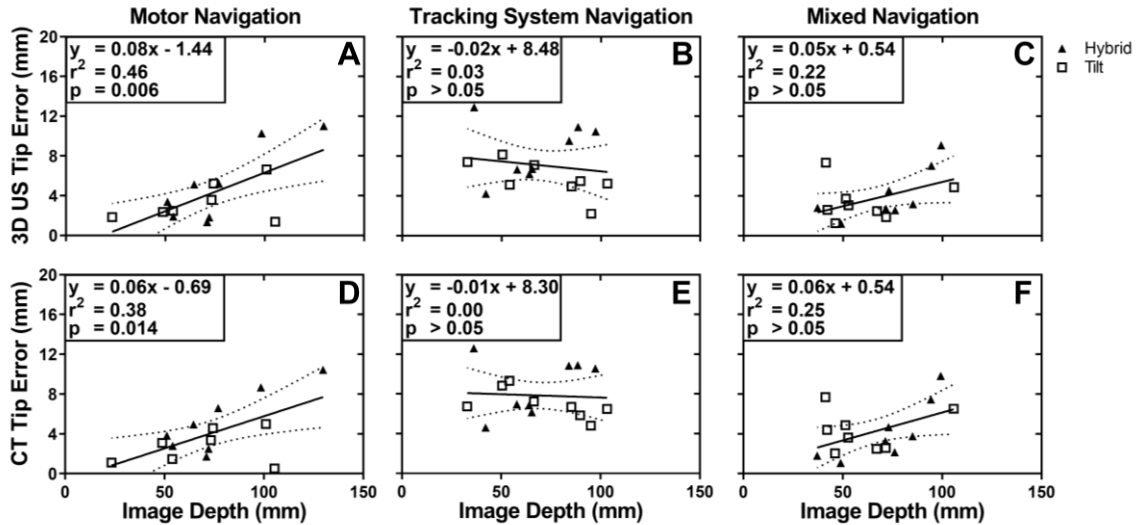 Motor Navigation
Tracking System Navigation
Mixed Navigation
3D US Tip Error (mm)
20
16
12
8
4
0
y = 0.08x - 1.44
r2 = 0.46
p = 0.006
A
y = -0.02x + 8.48
r2 = 0.03
p > 0.05
B
y = 0.05x + 0.54
r2 = 0.22
p > 0.05
C
Hybrid
Tilt
CT Tip Error (mm)
20
16
12
8
4
0
y = 0.06x - 0.69
r2 = 0.38
p = 0.014
D
y = -0.01x + 8.30
r2 = 0.00
p > 0.05
E
y = 0.06x + 0.54
r2 = 0.25
p > 0.05
F
0 50 100 150
0 50 100 150
0 50 100 150
Image Depth (mm)
Image Depth (mm)
Image Depth (mm)